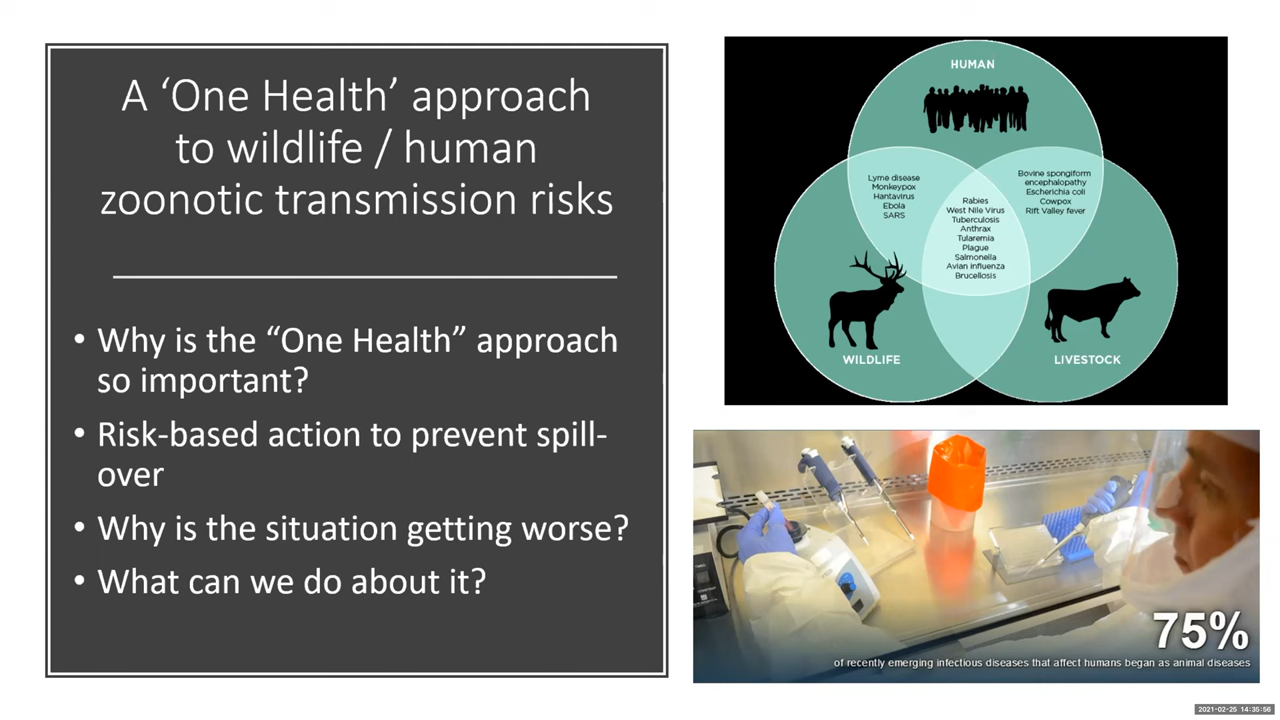 A ‘One Health’ approach
to wildlife / human
zoonotic transmission risks
• Why is the “One Health” approach
so important?
• Risk-based action to prevent spill-
over
• Why is the situation getting worse?
• What can we do about it?
HUMAN
Lyme disease
Monkeypox
Hantavirus
Ebola
SARS
Rabies
West Nile Virus
Tuberculosis
Anthrax
Tularemia
Plague
Salmonella
Avian influenza
Brucellosis
Bovine spongiform
encephalopathy
Escherichia coli
Cowpox
Rift Valley fever
WILDLIFE
LIVESTOCK
75%
of recently emerging infectious diseases that affect humans began as animal diseases
2021-02-25 14:35:56